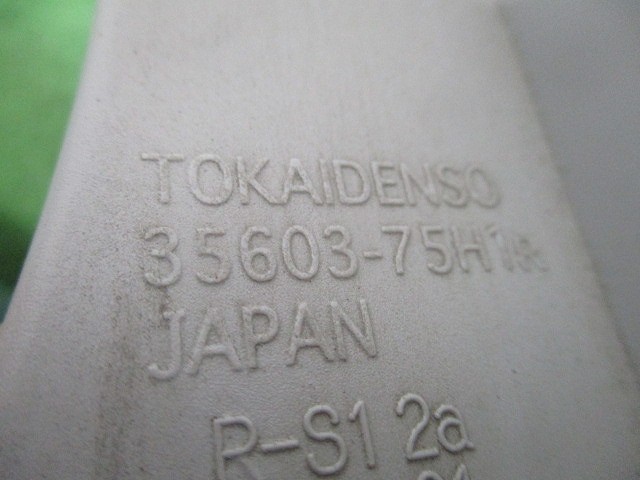 TOKAIDENSO
35603-75H1
JAPAN
R-S1 2a